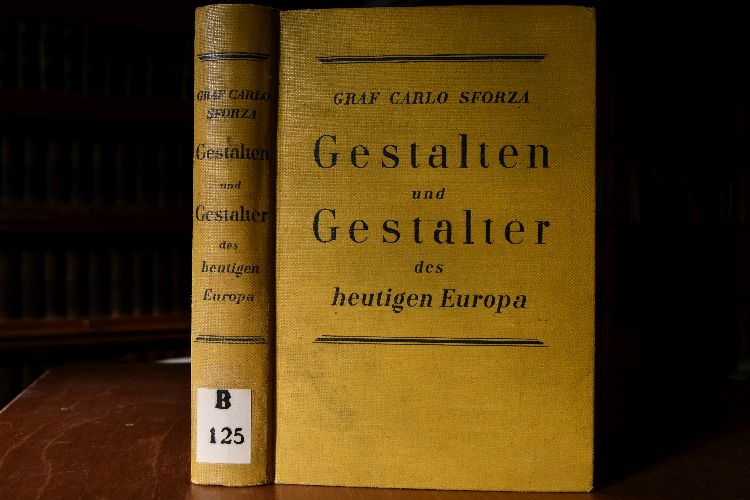 GRAF CARLO
SFORZA
Gestalten
und
Gestalter
des
heutigen
Europa
B
125
GRAF CARLO SFORZA
Gestalten
und
Gestalter
des
heutigen Europa